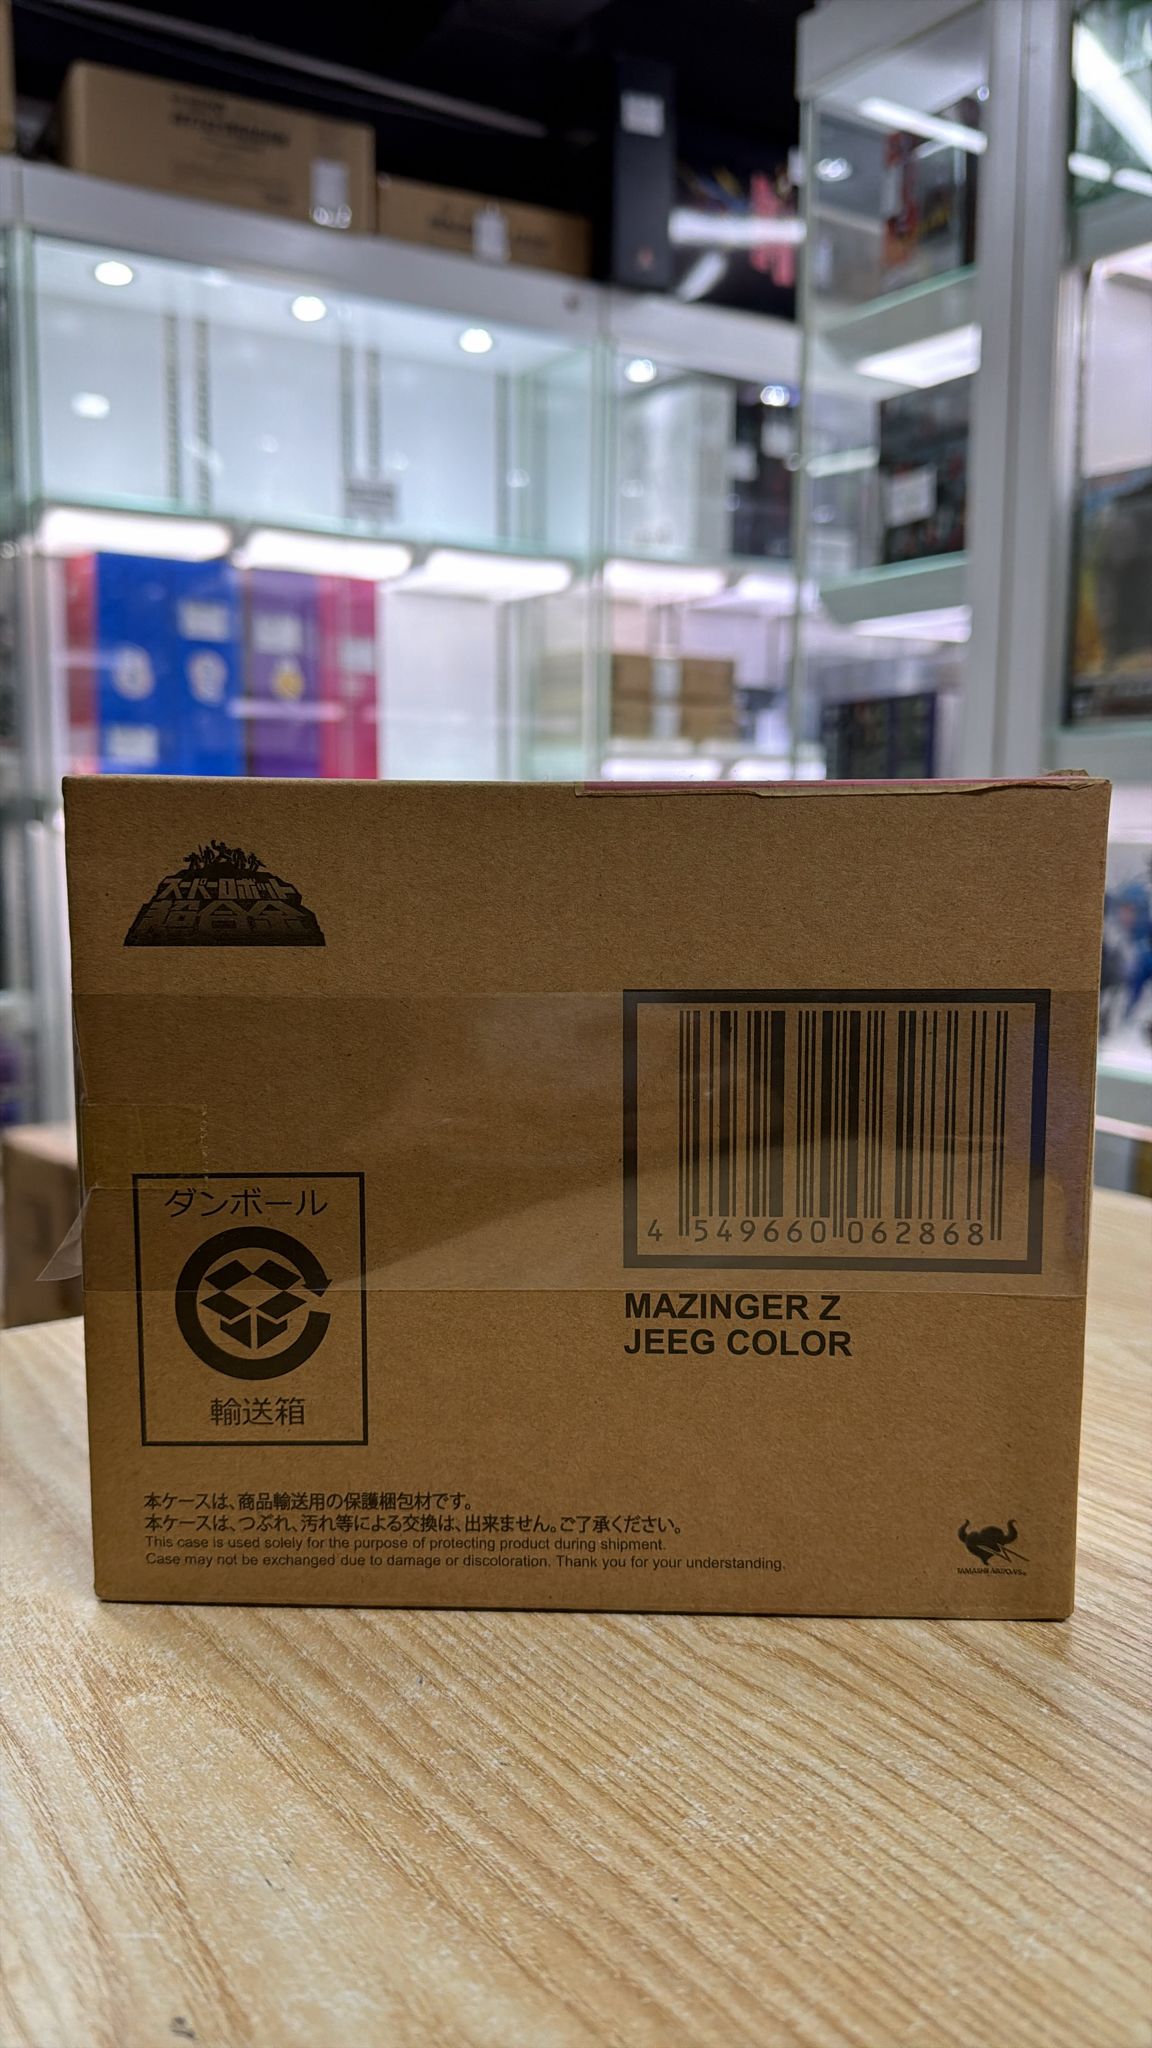 スーパーロボット
超合金
4 549660 062868
MAZINGER Z
JEEG COLOR
ダンボール
輸送箱
本ケースは、商品輸送用の保護梱包材です。
本ケースは、つぶれ、汚れ等による交換は、出来ません。ご了承ください。
This case is used solely for the purpose of protecting product during shipment.
Case may not be exchanged due to damage or discoloration. Thank you for your understanding.
TAMASHII NATIONS